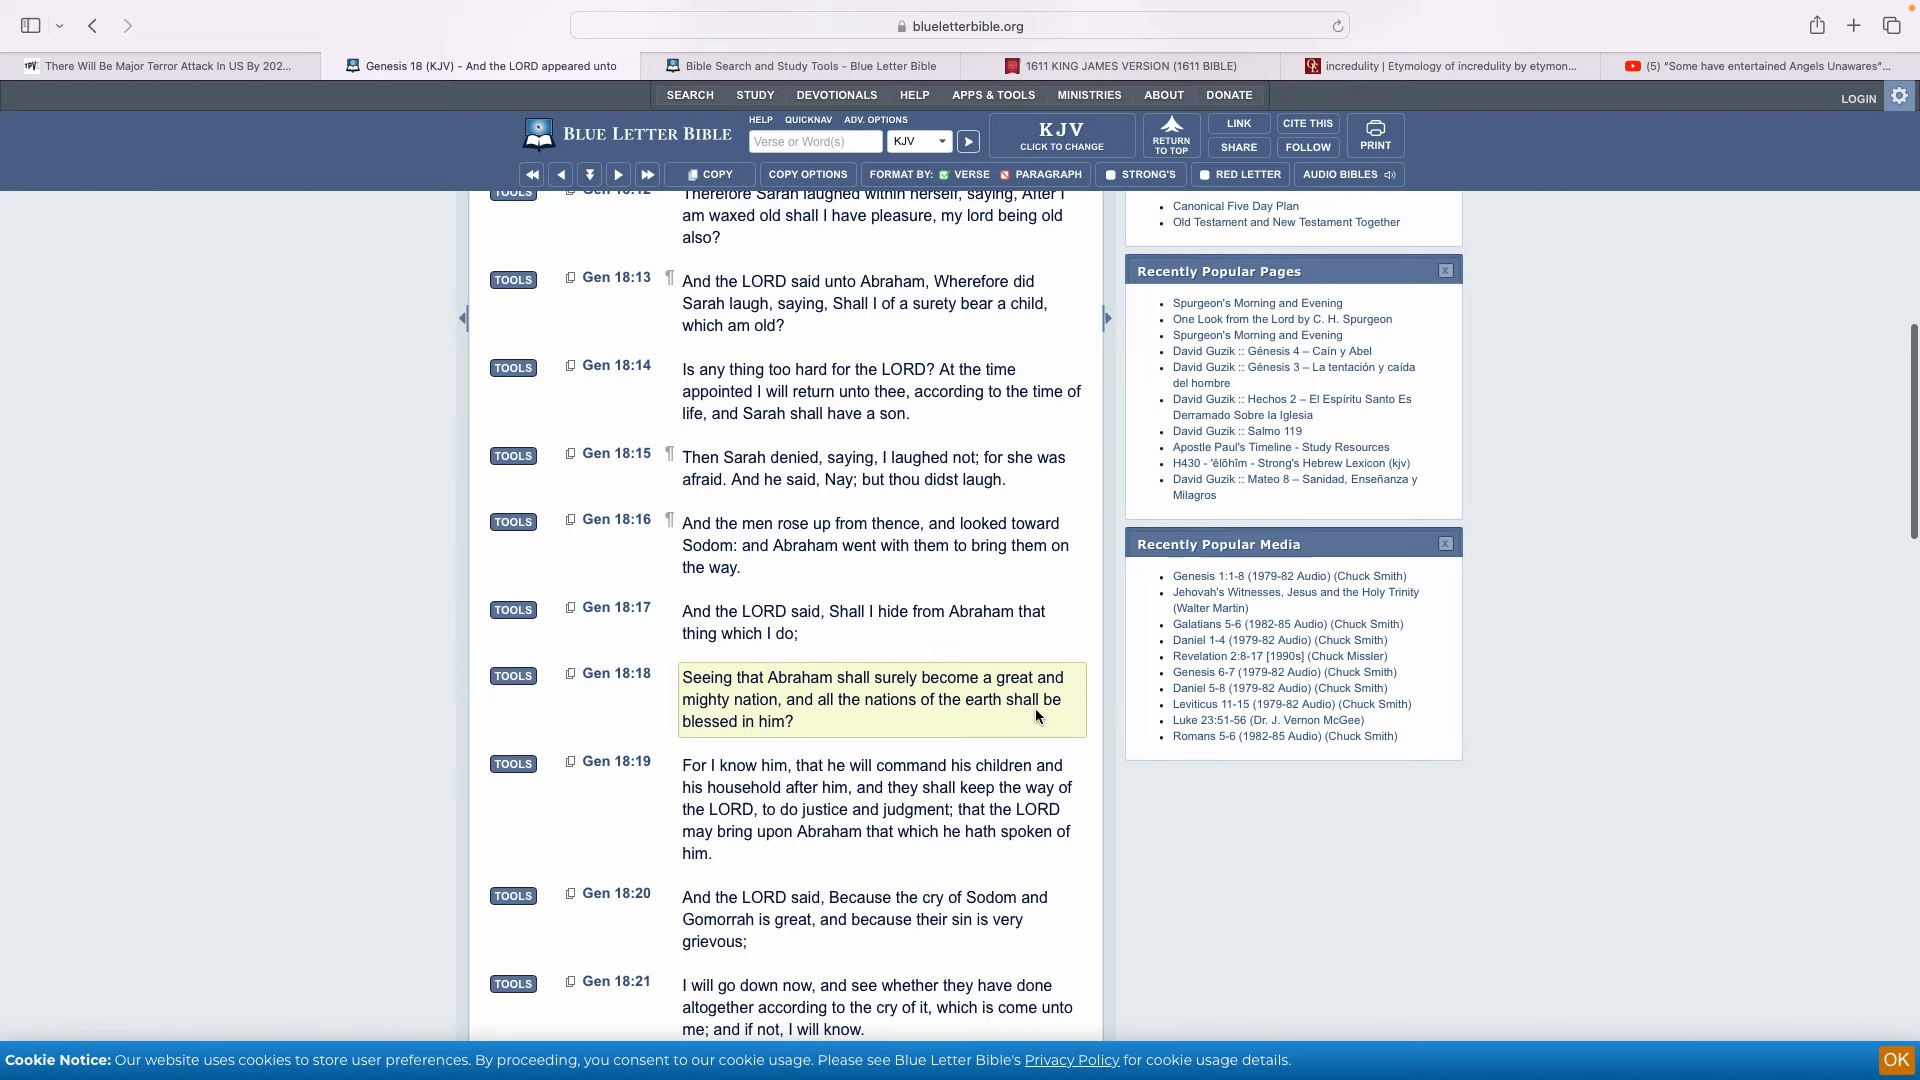 blueletterbible.org
There Will Be Major Terror Attack In US By 202...
Genesis 18 (KJV) - And the LORD appeared unto
Bible Search and Study Tools - Blue Letter Bible
1611 KING JAMES VERSION (1611 BIBLE)
incredulity | Etymology of incredulity by etymon...
(5) “Some have entertained Angels Unawares”...
SEARCH STUDY DEVOTIONALS HELP APPS & TOOLS MINISTRIES ABOUT DONATE
LOGIN
BLUE LETTER BIBLE
HELP QUICKNAV ADV. OPTIONS
Verse or Word(s)
KJV
KJV
CLICK TO CHANGE
RETURN
TO TOP
LINK
CITE THIS
SHARE
FOLLOW
PRINT
COPY COPY OPTIONS FORMAT BY: VERSE PARAGRAPH STRONG'S RED LETTER AUDIO BIBLES
TOOLS Gen 18:12 Therefore Sarah laughed within herself, saying, After I
am waxed old shall I have pleasure, my lord being old
also?
TOOLS Gen 18:13 ¶ And the LORD said unto Abraham, Wherefore did
Sarah laugh, saying, Shall I of a surety bear a child,
which am old?
TOOLS Gen 18:14 Is any thing too hard for the LORD? At the time
appointed I will return unto thee, according to the time of
life, and Sarah shall have a son.
TOOLS Gen 18:15 ¶ Then Sarah denied, saying, I laughed not; for she was
afraid. And he said, Nay; but thou didst laugh.
TOOLS Gen 18:16 ¶ And the men rose up from thence, and looked toward
Sodom: and Abraham went with them to bring them on
the way.
TOOLS Gen 18:17 And the LORD said, Shall I hide from Abraham that
thing which I do;
TOOLS Gen 18:18 Seeing that Abraham shall surely become a great and
mighty nation, and all the nations of the earth shall be
blessed in him?
TOOLS Gen 18:19 For I know him, that he will command his children and
his household after him, and they shall keep the way of
the LORD, to do justice and judgment; that the LORD
may bring upon Abraham that which he hath spoken of
him.
TOOLS Gen 18:20 And the LORD said, Because the cry of Sodom and
Gomorrah is great, and because their sin is very
grievous;
TOOLS Gen 18:21 I will go down now, and see whether they have done
altogether according to the cry of it, which is come unto
me; and if not, I will know.
Canonical Five Day Plan
Old Testament and New Testament Together
Recently Popular Pages
Spurgeon's Morning and Evening
One Look from the Lord by C. H. Spurgeon
Spurgeon's Morning and Evening
David Guzik :: Génesis 4 – Caín y Abel
David Guzik :: Génesis 3 – La tentación y caída
del hombre
David Guzik :: Hechos 2 – El Espíritu Santo Es
Derramado Sobre la Iglesia
David Guzik :: Salmo 119
Apostle Paul's Timeline - Study Resources
H430 - 'ĕlōhîm - Strong's Hebrew Lexicon (kjv)
David Guzik :: Mateo 8 – Sanidad, Enseñanza y
Milagros
Recently Popular Media
Genesis 1:1-8 (1979-82 Audio) (Chuck Smith)
Jehovah's Witnesses, Jesus and the Holy Trinity
(Walter Martin)
Galatians 5-6 (1982-85 Audio) (Chuck Smith)
Daniel 1-4 (1979-82 Audio) (Chuck Smith)
Revelation 2:8-17 [1990s] (Chuck Missler)
Genesis 6-7 (1979-82 Audio) (Chuck Smith)
Daniel 5-8 (1979-82 Audio) (Chuck Smith)
Leviticus 11-15 (1979-82 Audio) (Chuck Smith)
Luke 23:51-56 (Dr. J. Vernon McGee)
Romans 5-6 (1982-85 Audio) (Chuck Smith)
Cookie Notice: Our website uses cookies to store user preferences. By proceeding, you consent to our cookie usage. Please see Blue Letter Bible's Privacy Policy for cookie usage details.
OK